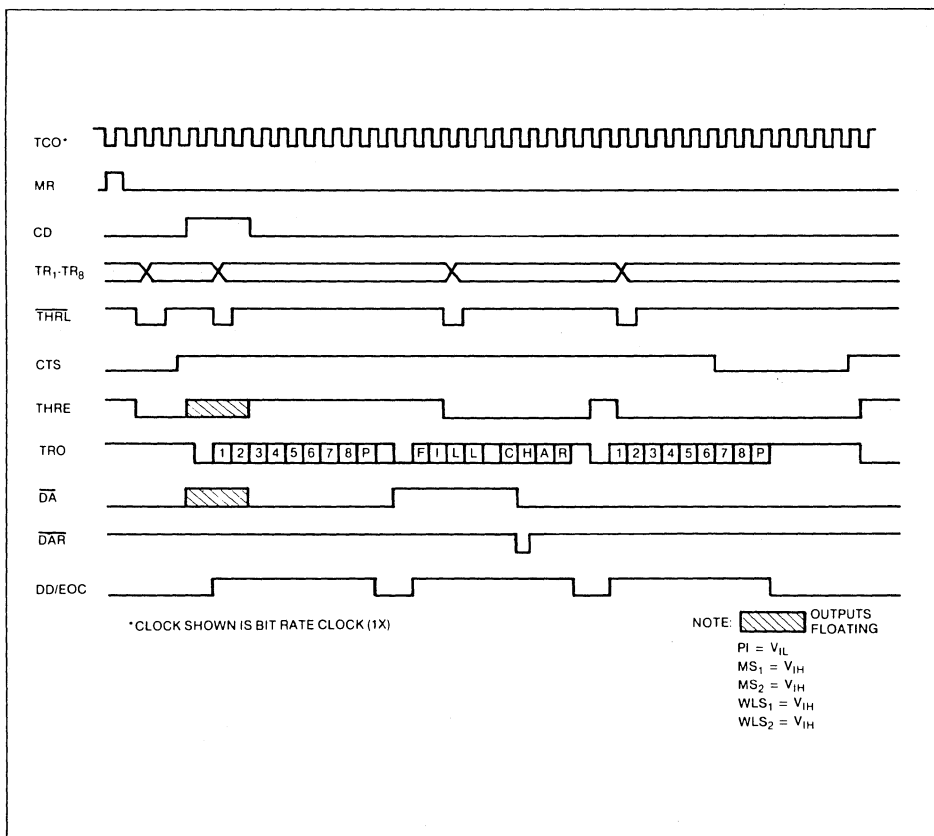 TCO*
MR
CD
TR₁-TR₈
THRL
CTS
THRE
TRO 1 2 3 4 5 6 7 8 P F I L L C H A R 1 2 3 4 5 6 7 8 P
DA
DAR
DD/EOC
*CLOCK SHOWN IS BIT RATE CLOCK (1X)
NOTE: OUTPUTS FLOATING
PI = VIL
MS₁ = VIH
MS₂ = VIH
WLS₁ = VIH
WLS₂ = VIH